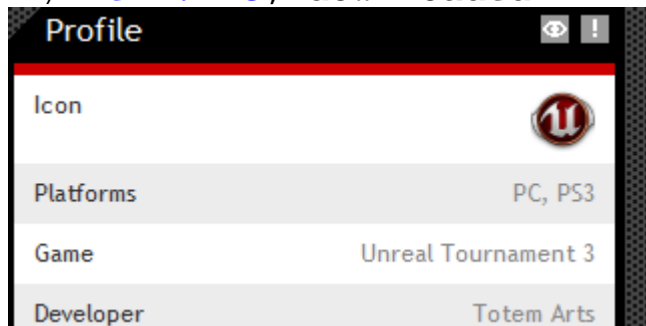 Profile
Icon
Platforms PC, PS3
Game Unreal Tournament 3
Developer Totem Arts